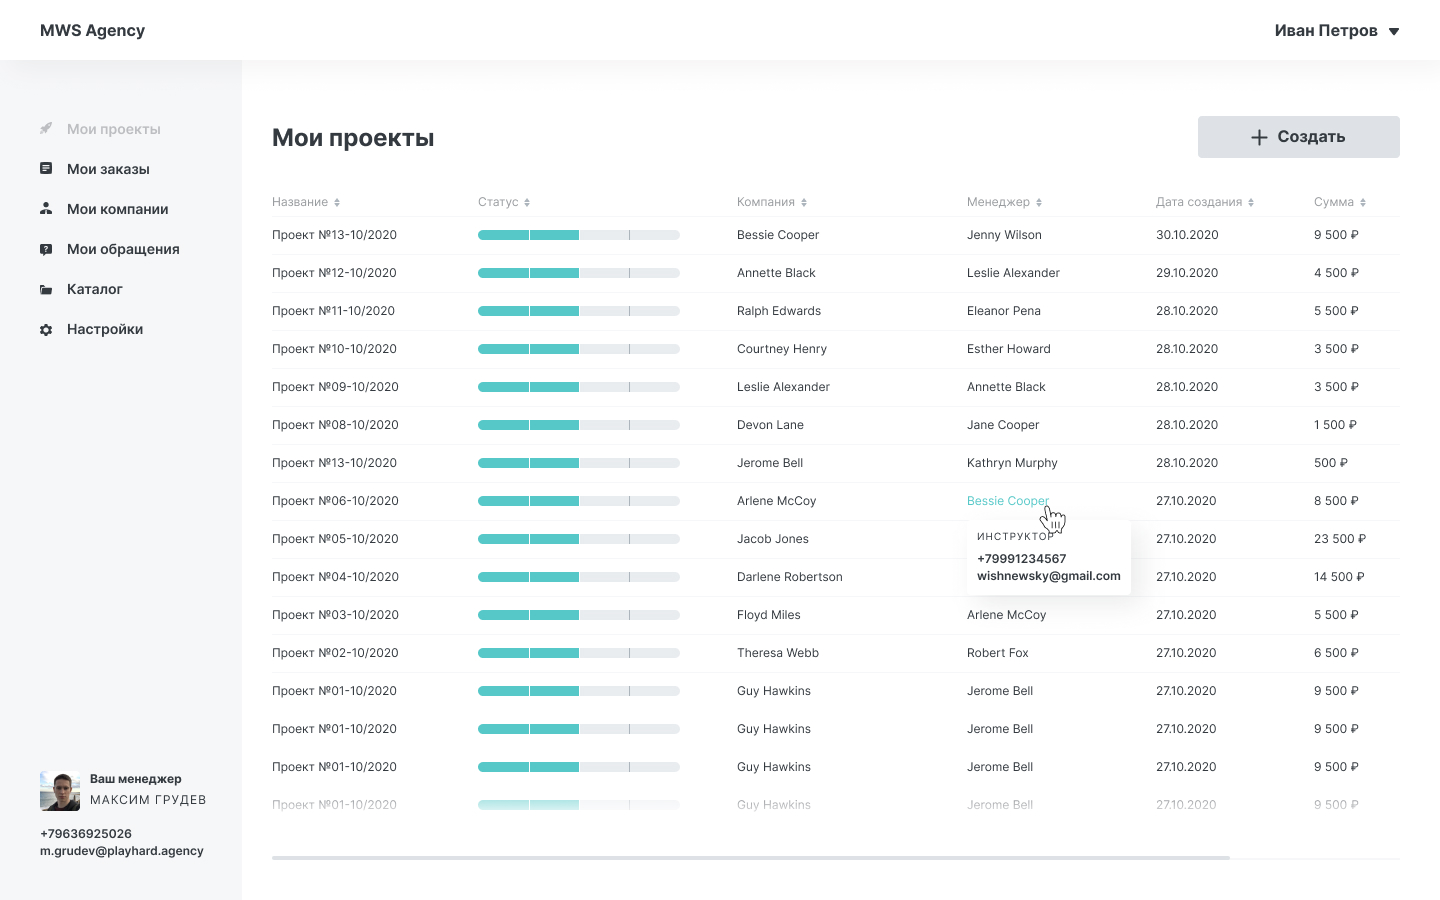 MWS Agency
Иван Петров
Мои проекты
Мои заказы
Мои компании
Мои обращения
Каталог
Настройки
Ваш менеджер
МАКСИМ ГРУДЕВ
+79636925026
m.grudev@playhard.agency
Мои проекты
Создать
Название Статус Компания Менеджер Дата создания Сумма
Проект №13-10/2020 Bessie Cooper Jenny Wilson 30.10.2020 9 500 ₽
Проект №12-10/2020 Annette Black Leslie Alexander 29.10.2020 4 500 ₽
Проект №11-10/2020 Ralph Edwards Eleanor Pena 28.10.2020 5 500 ₽
Проект №10-10/2020 Courtney Henry Esther Howard 28.10.2020 3 500 ₽
Проект №09-10/2020 Leslie Alexander Annette Black 28.10.2020 3 500 ₽
Проект №08-10/2020 Devon Lane Jane Cooper 28.10.2020 1 500 ₽
Проект №13-10/2020 Jerome Bell Kathryn Murphy 28.10.2020 500 ₽
Проект №06-10/2020 Arlene McCoy Bessie Cooper 27.10.2020 8 500 ₽
Проект №05-10/2020 Jacob Jones 27.10.2020 23 500 ₽
ИНСТРУКТОР
+79991234567
wishnewsky@gmail.com
Проект №04-10/2020 Darlene Robertson 27.10.2020 14 500 ₽
Проект №03-10/2020 Floyd Miles Arlene McCoy 27.10.2020 5 500 ₽
Проект №02-10/2020 Theresa Webb Robert Fox 27.10.2020 6 500 ₽
Проект №01-10/2020 Guy Hawkins Jerome Bell 27.10.2020 9 500 ₽
Проект №01-10/2020 Guy Hawkins Jerome Bell 27.10.2020 9 500 ₽
Проект №01-10/2020 Guy Hawkins Jerome Bell 27.10.2020 9 500 ₽
Проект №01-10/2020 Guy Hawkins Jerome Bell 27.10.2020 9 500 ₽